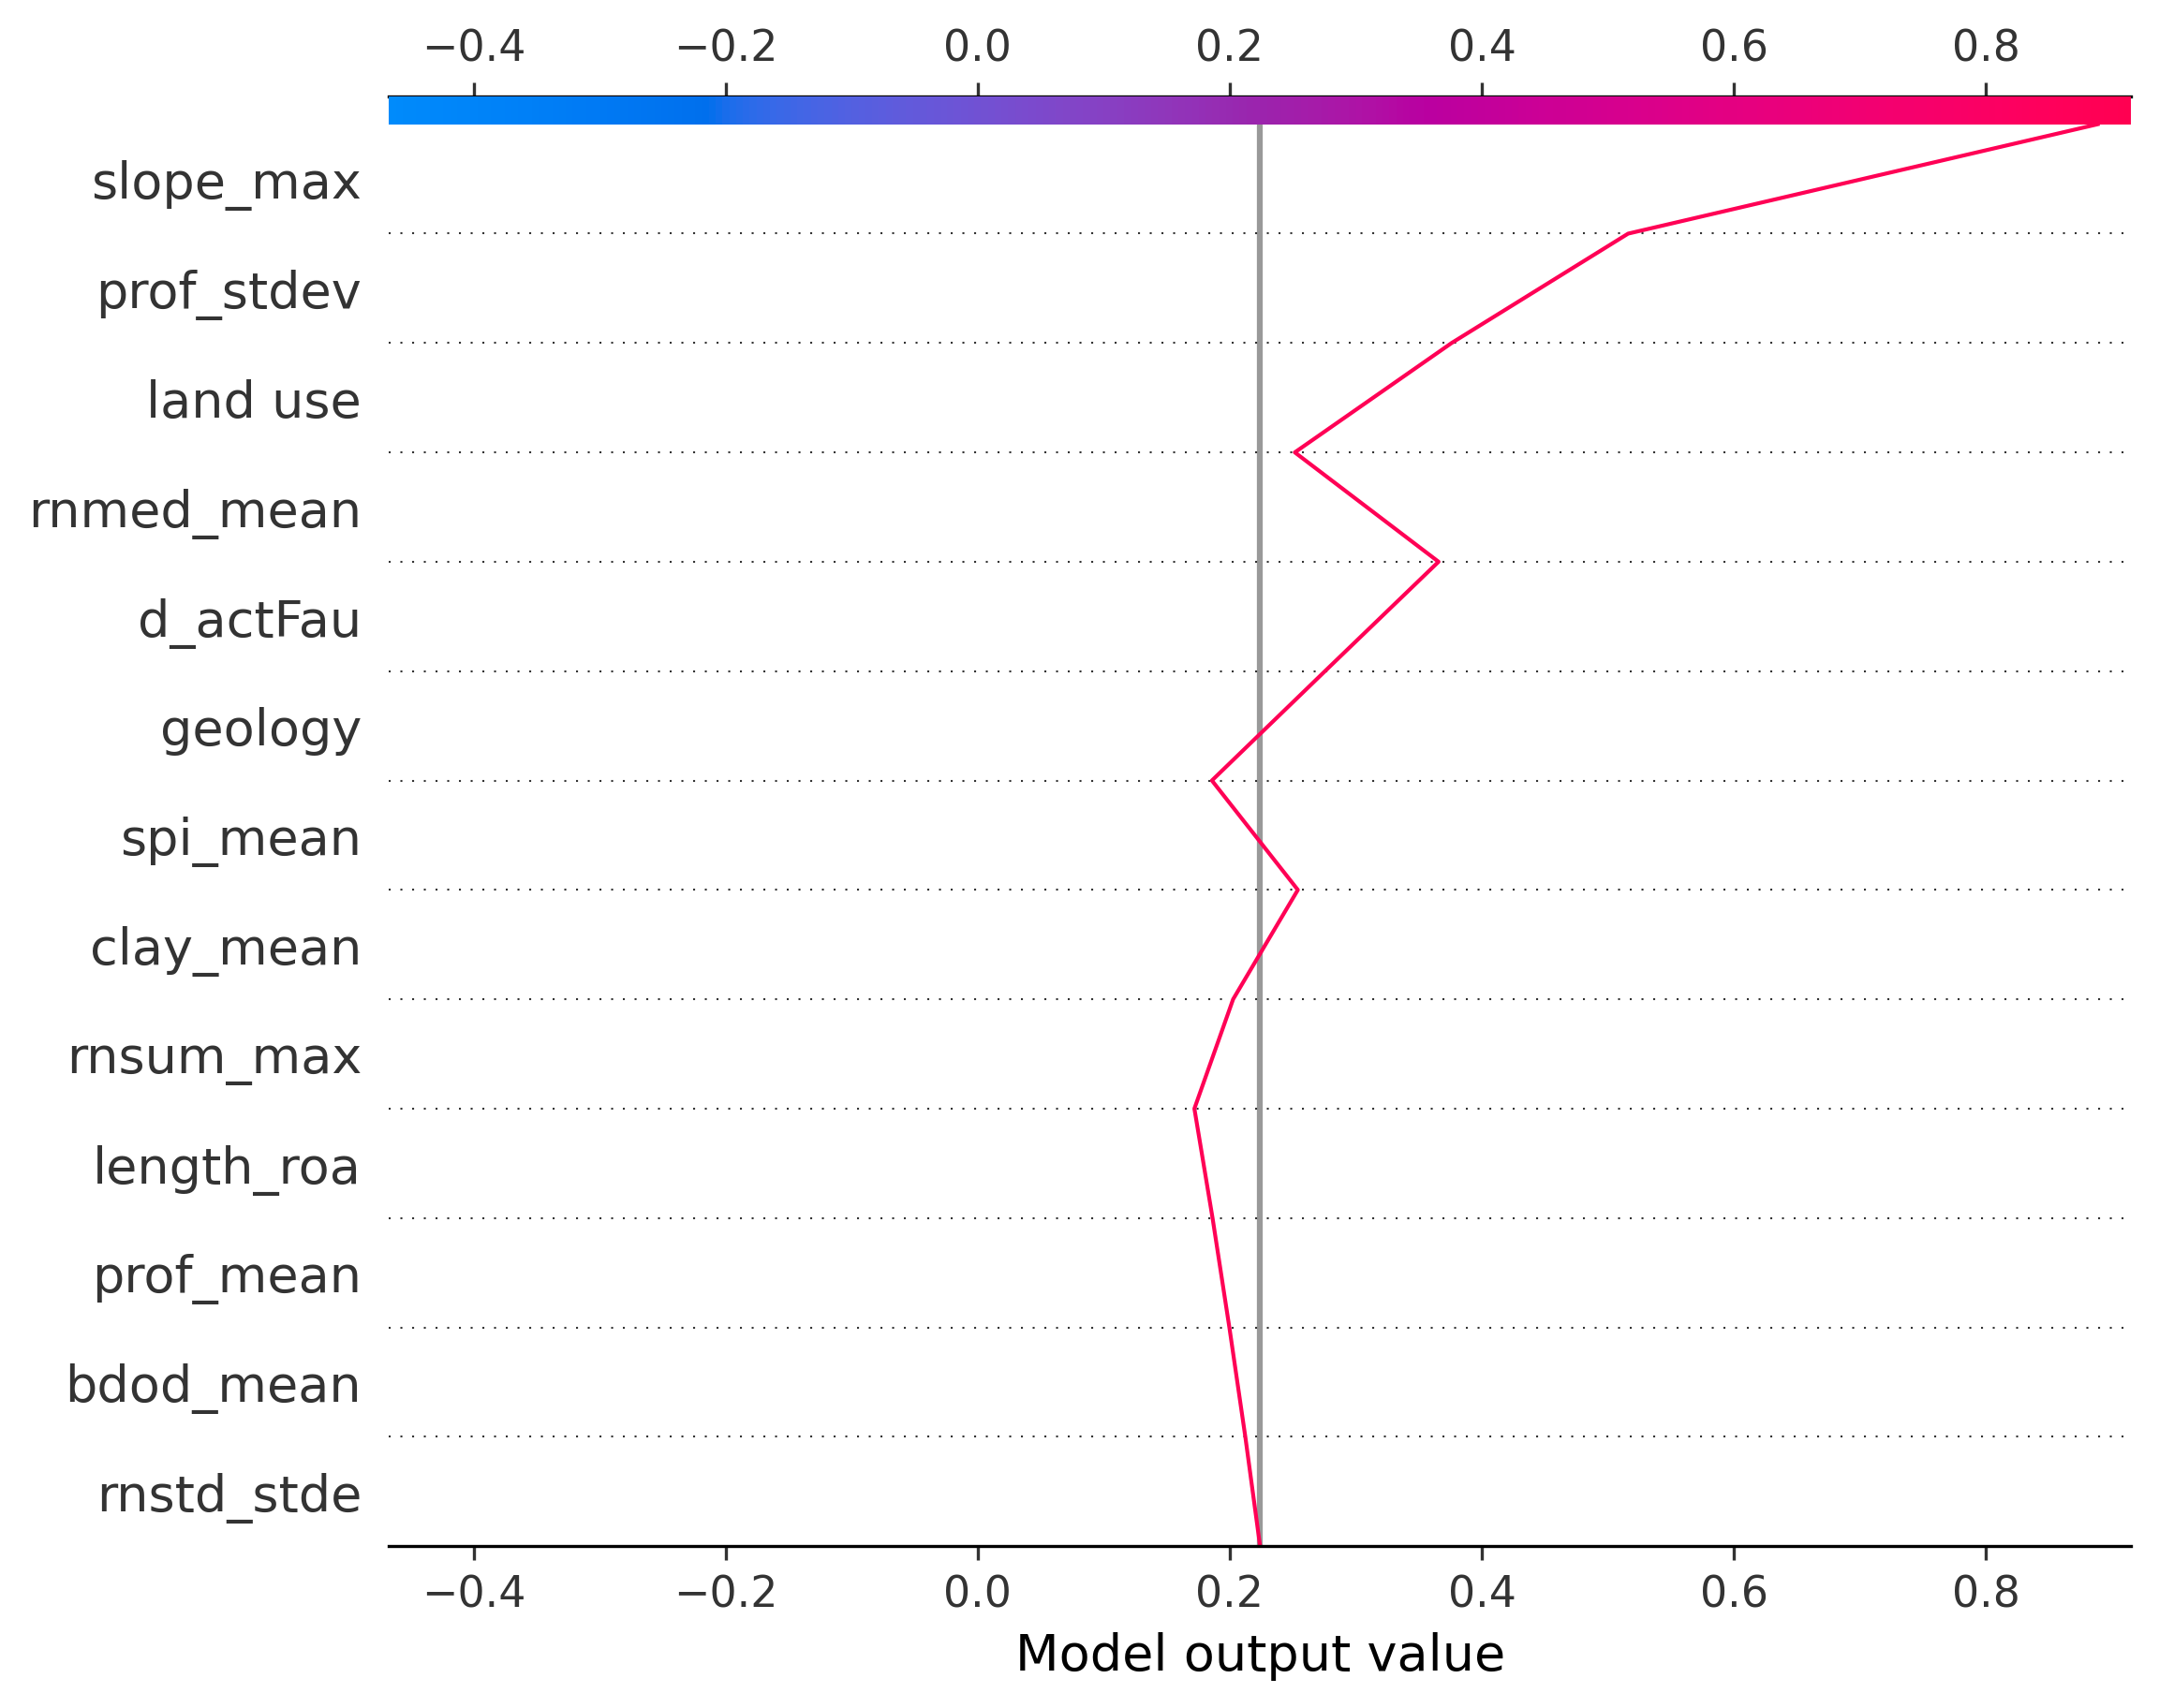 −0.4 −0.2 0.0 0.2 0.4 0.6 0.8
slope_max
prof_stdev
land use
rnmed_mean
d_actFau
geology
spi_mean
clay_mean
rnsum_max
length_roa
prof_mean
bdod_mean
rnstd_stde
−0.4 −0.2 0.0 0.2 0.4 0.6 0.8
Model output value